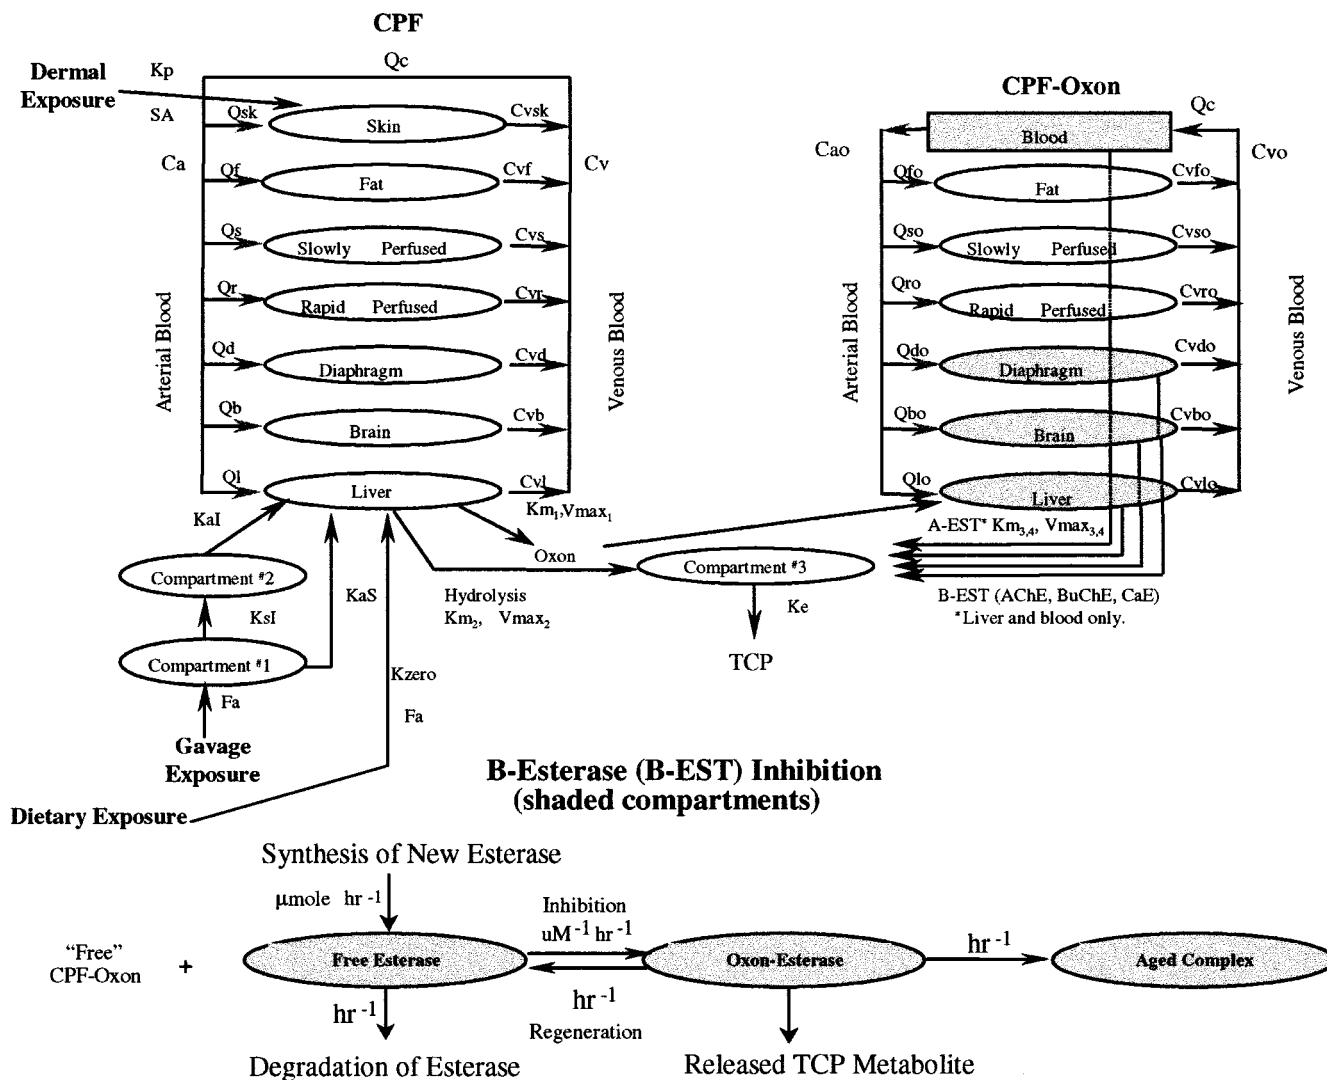 CPF
Qc
Dermal
Exposure
Kp
SA
Qsk
Skin
Cvsk
Ca
Cv
Qf
Fat
Cvf
Qs
Slowly Perfused
Cvs
Qr
Rapid Perfused
Cvr
Arterial Blood
Venous Blood
Qd
Diaphragm
Cvd
Qb
Brain
Cvb
Ql
Liver
Cvl
KaI
Km1,Vmax1
Oxon
Compartment #2
KsI
KaS
Hydrolysis
Km2, Vmax2
Compartment #1
Fa
Kzero
Fa
Gavage
Exposure
Dietary Exposure
Compartment #3
Ke
TCP
CPF-Oxon
Qc
Blood
Cao
Cvo
Qfo
Fat
Cvfo
Qso
Slowly Perfused
Cvso
Qro
Rapid Perfused
Cvro
Arterial Blood
Venous Blood
Qdo
Diaphragm
Cvdo
Qbo
Brain
Cvbo
Qlo
Liver
Cvlo
A-EST* Km3,4, Vmax3,4
B-EST (AChE, BuChE, CaE)
*Liver and blood only.
B-Esterase (B-EST) Inhibition
(shaded compartments)
Synthesis of New Esterase
μmole hr -1
Inhibition
uM -1 hr -1
"Free"
CPF-Oxon
+
Free Esterase
Oxon-Esterase
hr -1
Aged Complex
hr -1
hr -1
Regeneration
Degradation of Esterase
Released TCP Metabolite